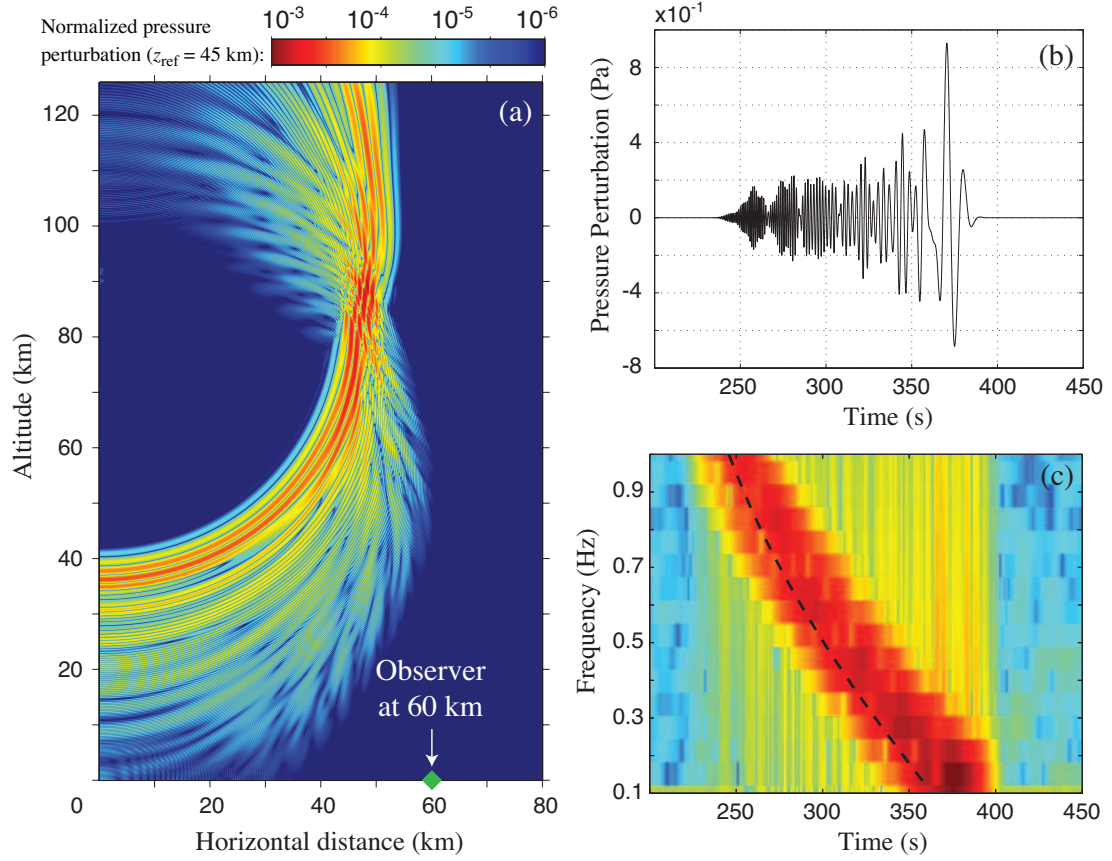 Normalized pressure
perturbation (z_ref = 45 km):
10^-3 10^-4 10^-5 10^-6
(a)
120
100
80
60
40
20
0
Altitude (km)
Observer
at 60 km
20 40 60 80
Horizontal distance (km)
x10^-1
(b)
8
4
0
-4
-8
Pressure Perturbation (Pa)
250 300 350 400 450
Time (s)
(c)
0.9
0.7
0.5
0.3
0.1
Frequency (Hz)
250 300 350 400 450
Time (s)